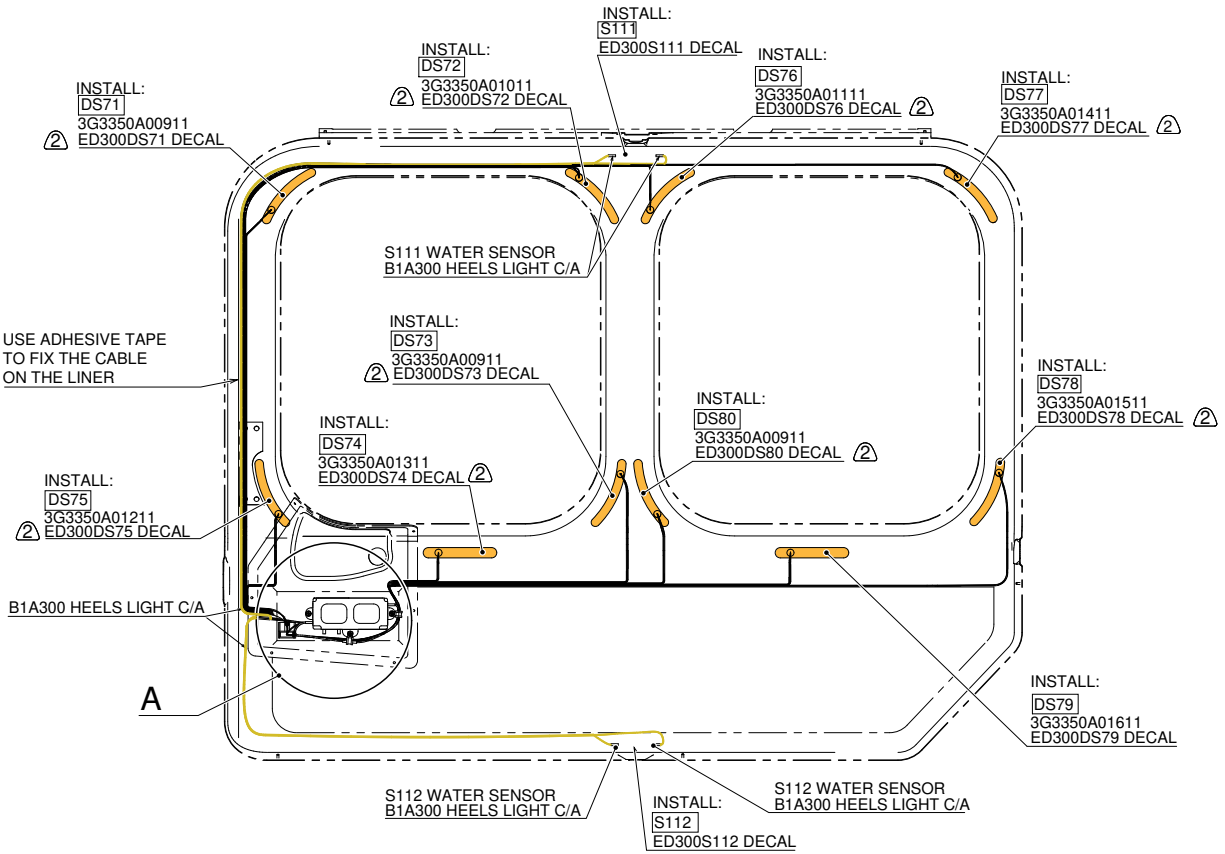 INSTALL:
S111
ED300S111 DECAL
INSTALL:
DS72
3G3350A01011
2 ED300DS72 DECAL
INSTALL:
DS76
3G3350A01111
ED300DS76 DECAL 2
INSTALL:
DS77
3G3350A01411
ED300DS77 DECAL 2
INSTALL:
DS71
3G3350A00911
2 ED300DS71 DECAL
S111 WATER SENSOR
B1A300 HEELS LIGHT C/A
USE ADHESIVE TAPE
TO FIX THE CABLE
ON THE LINER
INSTALL:
DS73
3G3350A00911
2 ED300DS73 DECAL
INSTALL:
DS78
3G3350A01511
ED300DS78 DECAL 2
INSTALL:
DS80
3G3350A00911
ED300DS80 DECAL 2
INSTALL:
DS74
3G3350A01311
ED300DS74 DECAL 2
INSTALL:
DS75
3G3350A01211
2 ED300DS75 DECAL
B1A300 HEELS LIGHT C/A
A
INSTALL:
DS79
3G3350A01611
ED300DS79 DECAL
S112 WATER SENSOR
B1A300 HEELS LIGHT C/A
INSTALL:
S112
ED300S112 DECAL
S112 WATER SENSOR
B1A300 HEELS LIGHT C/A